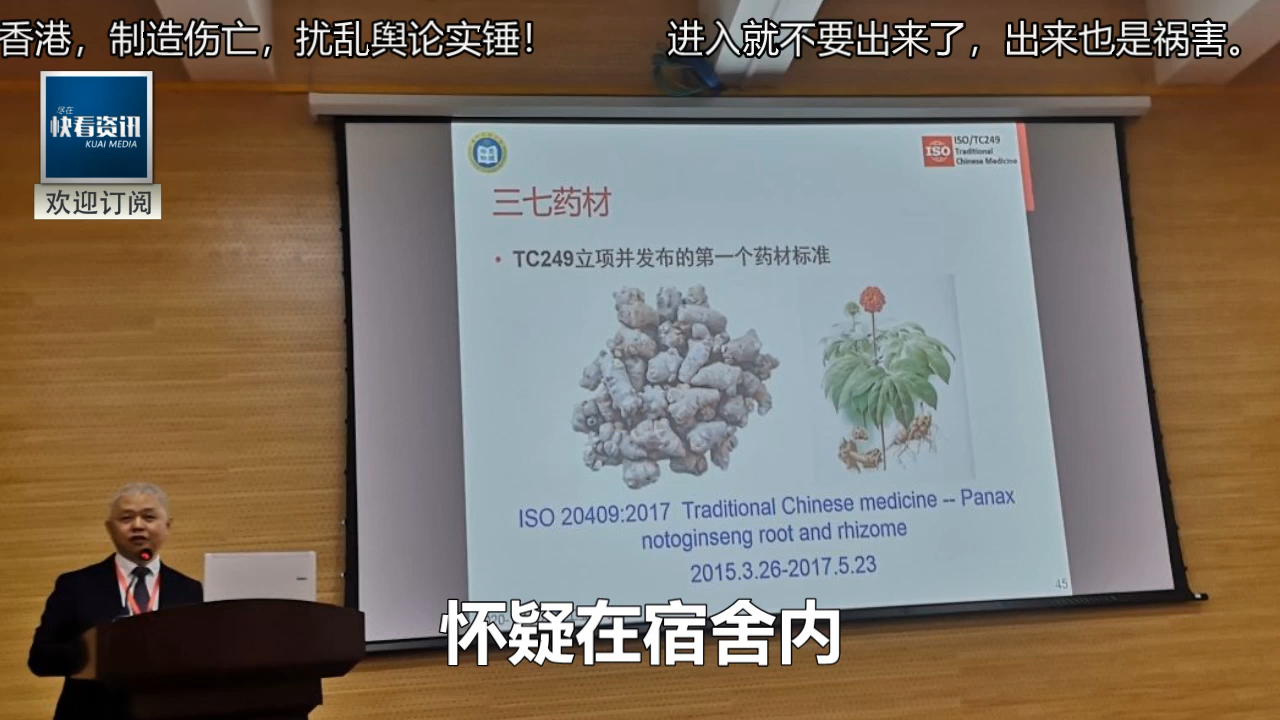 香港，制造伤亡，扰乱舆论实锤！ 进入就不要出来了，出来也是祸害。
尽在
快看资讯
KUAI MEDIA
欢迎订阅
ISO
ISO/TC249
Traditional
Chinese Medicine
三七药材
• TC249立项并发布的第一个药材标准
ISO 20409:2017 Traditional Chinese medicine -- Panax
notoginseng root and rhizome
2015.3.26-2017.5.23
45
怀疑在宿舍内